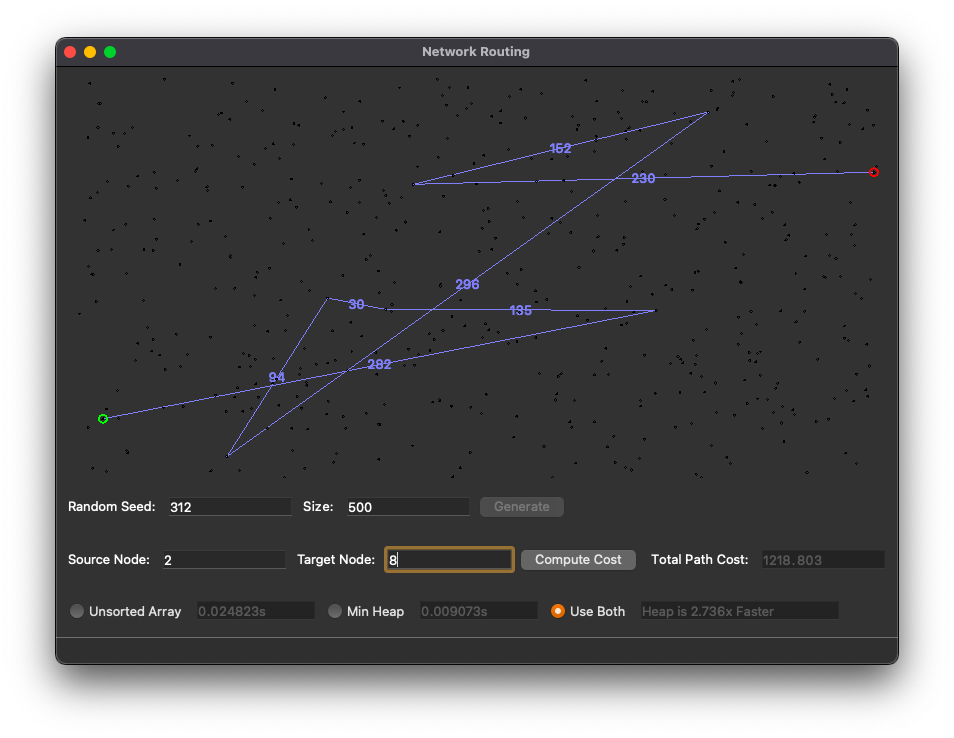 Network Routing
152
230
296
30
135
282
94
Random Seed: 312 Size: 500 Generate
Source Node: 2 Target Node: 8 Compute Cost Total Path Cost: 1218.803
Unsorted Array 0.024823s Min Heap 0.009073s Use Both Heap is 2.736x Faster